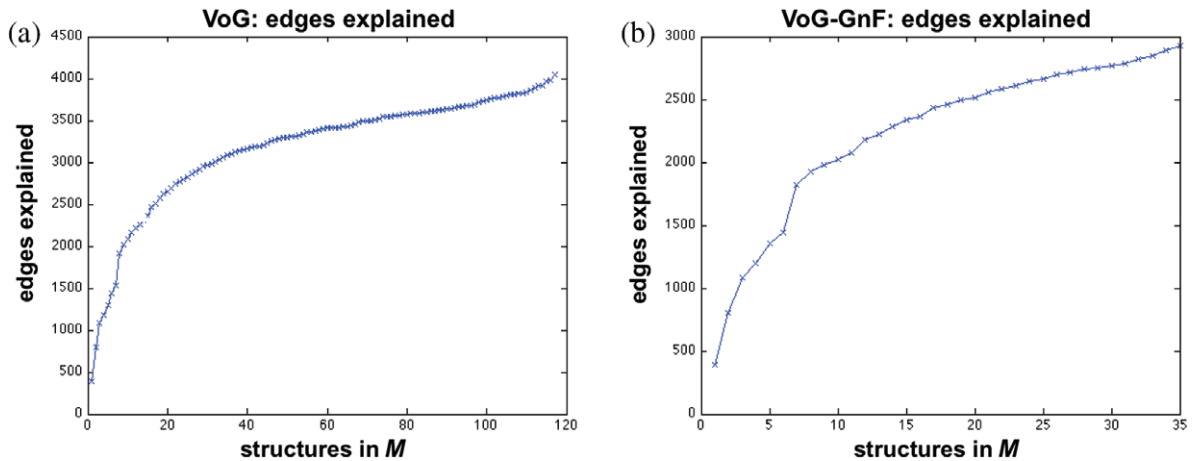 (a)
VoG: edges explained
4500
4000
3500
3000
2500
2000
1500
1000
500
0
edges explained
0 20 40 60 80 100 120
structures in M
(b)
VoG-GnF: edges explained
3000
2500
2000
1500
1000
500
0
edges explained
0 5 10 15 20 25 30 35
structures in M